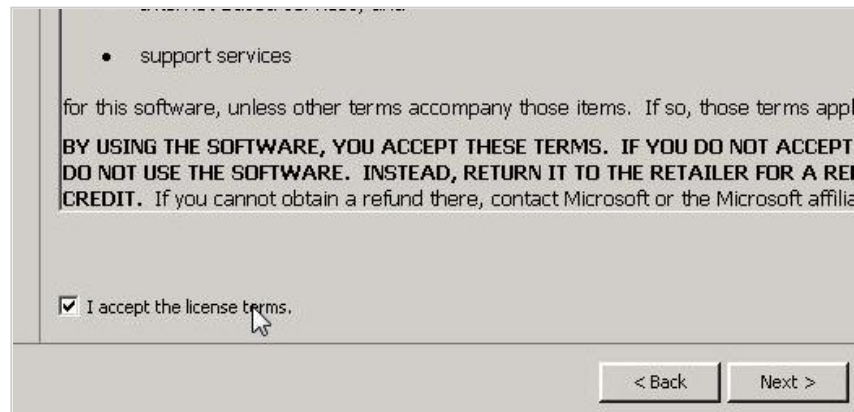 • support services
for this software, unless other terms accompany those items. If so, those terms
BY USING THE SOFTWARE, YOU ACCEPT THESE TERMS. IF YOU DO NOT ACCEPT
DO NOT USE THE SOFTWARE. INSTEAD, RETURN IT TO THE RETAILER FOR A
CREDIT. If you cannot obtain a refund there, contact Microsoft or the Microsoft
I accept the license terms.
< Back Next >